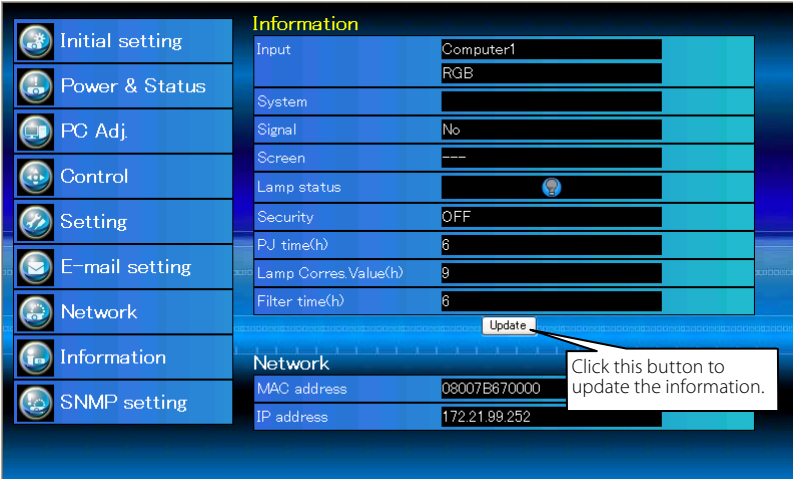 Initial setting
Power & Status
PC Adj.
Control
Setting
E-mail setting
Network
Information
SNMP setting
Information
Input Computer1
RGB
System
Signal No
Screen ---
Lamp status
Security OFF
PJ time(h) 6
Lamp Corres.Value(h) 9
Filter time(h) 6
Update
Click this button to
update the information.
Network
MAC address 08007B670000
IP address 172.21.99.252